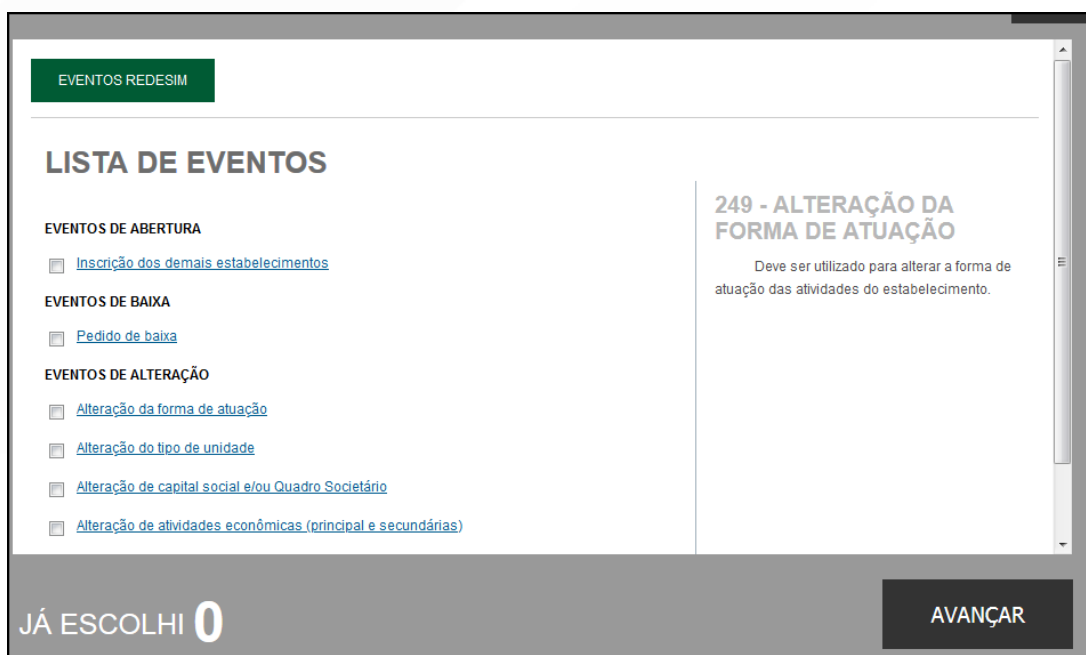 EVENTOS REDESIM
LISTA DE EVENTOS
EVENTOS DE ABERTURA
Inscrição dos demais estabelecimentos
EVENTOS DE BAIXA
Pedido de baixa
EVENTOS DE ALTERAÇÃO
Alteração da forma de atuação
Alteração do tipo de unidade
Alteração de capital social e/ou Quadro Societário
Alteração de atividades econômicas (principal e secundárias)
249 - ALTERAÇÃO DA
FORMA DE ATUAÇÃO
Deve ser utilizado para alterar a forma de
atuação das atividades do estabelecimento.
JÁ ESCOLHI 0
AVANÇAR